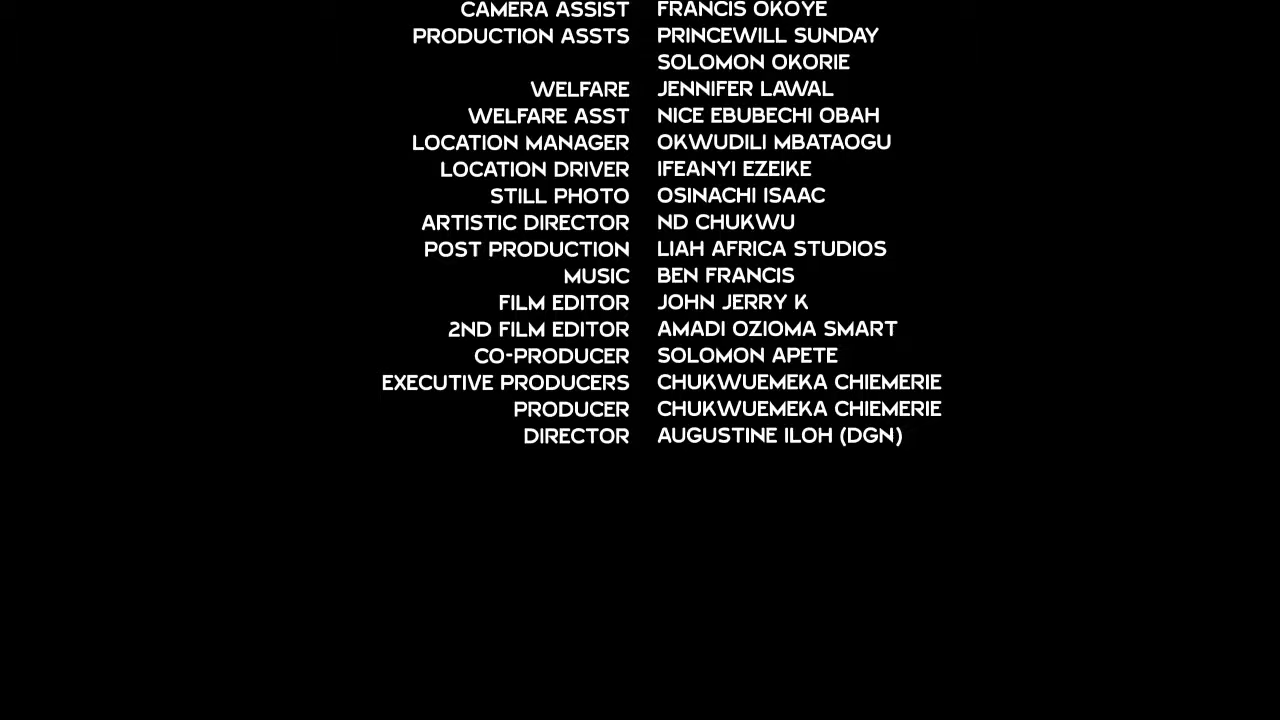 CAMERA ASSIST FRANCIS OKOYE
PRODUCTION ASSTS PRINCEWILL SUNDAY
SOLOMON OKORIE
WELFARE JENNIFER LAWAL
WELFARE ASST NICE EBUBECHI OBAH
LOCATION MANAGER OKWUDILI MBATAOGU
LOCATION DRIVER IFEANYI EZEIKE
STILL PHOTO OSINACHI ISAAC
ARTISTIC DIRECTOR ND CHUKWU
POST PRODUCTION LIAH AFRICA STUDIOS
MUSIC BEN FRANCIS
FILM EDITOR JOHN JERRY K
2ND FILM EDITOR AMADI OZIOMA SMART
CO-PRODUCER SOLOMON APETE
EXECUTIVE PRODUCERS CHUKWUEMEKA CHIEMERIE
PRODUCER CHUKWUEMEKA CHIEMERIE
DIRECTOR AUGUSTINE ILOH (DGN)